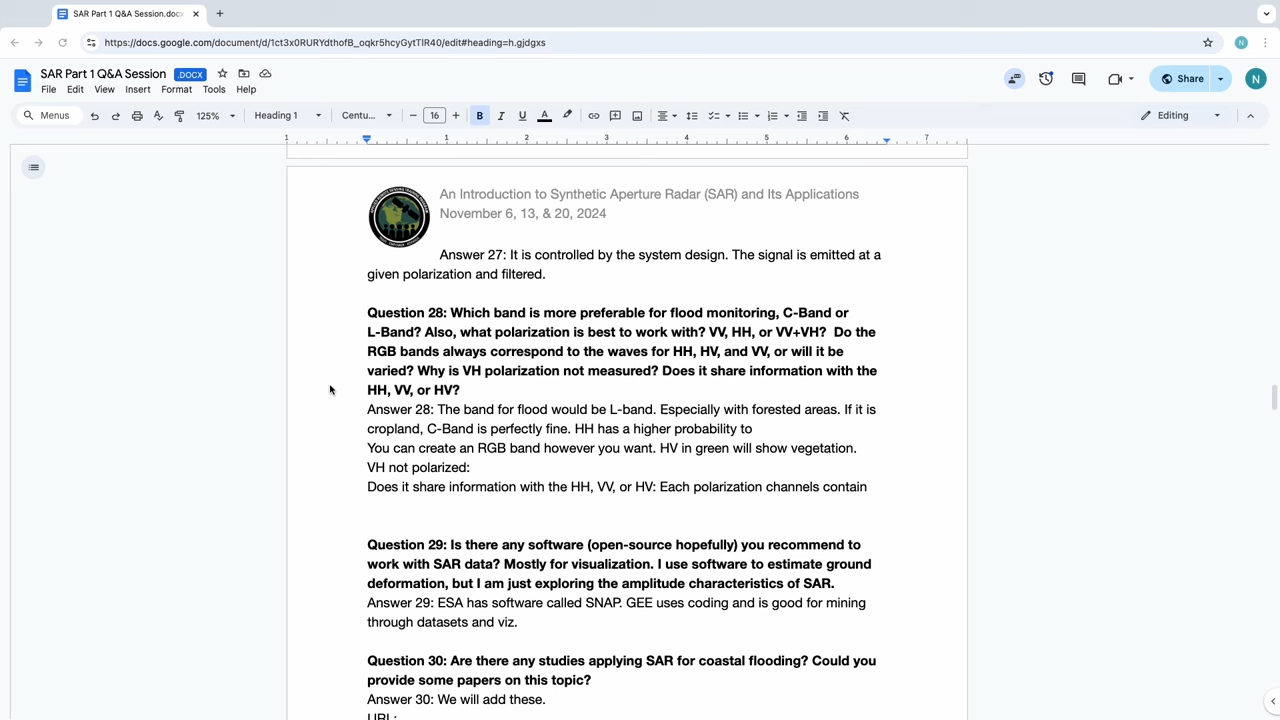 SAR Part 1 Q&A Session.docx
https://docs.google.com/document/d/1ct3x0RURYdthofB_oqkr5hcyGytTlR40/edit#heading=h.gjdgxs
N
SAR Part 1 Q&A Session .DOCX
File Edit View Insert Format Tools Help
Share
N
Menus 125% Heading 1 Centu... 16 B I U A Editing
1 1 2 3 4 5 6 7
An Introduction to Synthetic Aperture Radar (SAR) and Its Applications
November 6, 13, & 20, 2024
Answer 27: It is controlled by the system design. The signal is emitted at a
given polarization and filtered.
Question 28: Which band is more preferable for flood monitoring, C-Band or
L-Band? Also, what polarization is best to work with? VV, HH, or VV+VH?  Do the
RGB bands always correspond to the waves for HH, HV, and VV, or will it be
varied? Why is VH polarization not measured? Does it share information with the
HH, VV, or HV?
Answer 28: The band for flood would be L-band. Especially with forested areas. If it is
cropland, C-Band is perfectly fine. HH has a higher probability to
You can create an RGB band however you want. HV in green will show vegetation.
VH not polarized:
Does it share information with the HH, VV, or HV: Each polarization channels contain
Question 29: Is there any software (open-source hopefully) you recommend to
work with SAR data? Mostly for visualization. I use software to estimate ground
deformation, but I am just exploring the amplitude characteristics of SAR.
Answer 29: ESA has software called SNAP. GEE uses coding and is good for mining
through datasets and viz.
Question 30: Are there any studies applying SAR for coastal flooding? Could you
provide some papers on this topic?
Answer 30: We will add these.
URL: